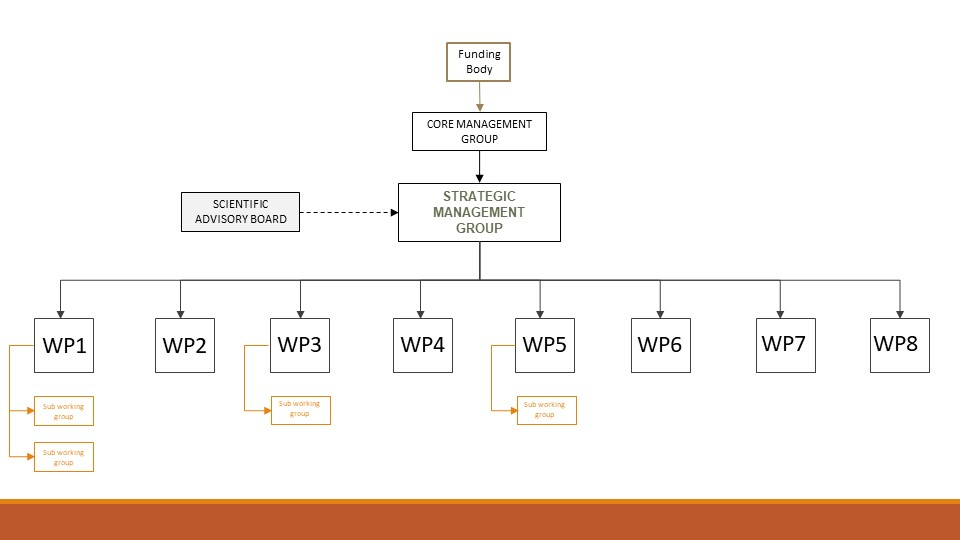 Funding
Body
CORE MANAGEMENT
GROUP
STRATEGIC
MANAGEMENT
GROUP
SCIENTIFIC
ADVISORY BOARD
WP1
WP2
WP3
WP4
WP5
WP6
WP7
WP8
Sub working
group
Sub working
group
Sub working
group
Sub working
group